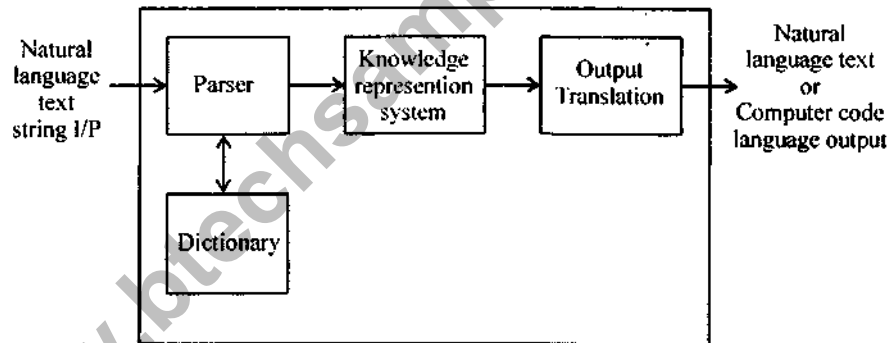 Natural
language
text
string I/P
Parser
Knowledge
represention
system
Output
Translation
Natural
language text
or
Computer code
language output
Dictionary
.btechsamp